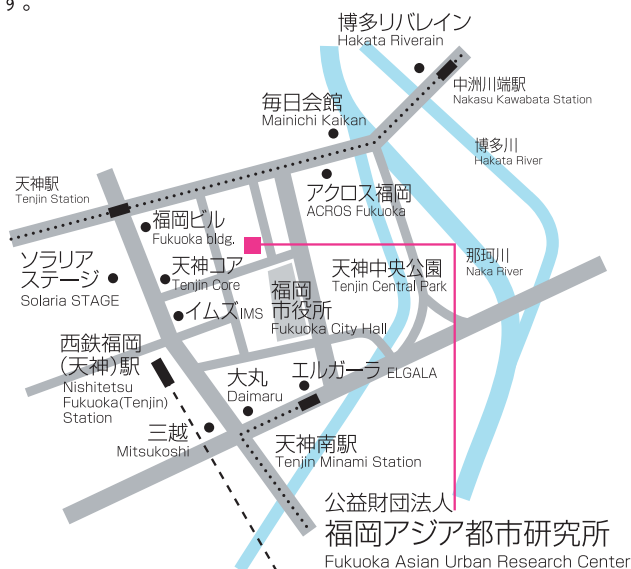 す。
博多リバレイン
Hakata Riverain
中洲川端駅
Nakasu Kawabata Station
毎日会館
Mainichi Kaikan
博多川
Hakata River
天神駅
Tenjin Station
アクロス福岡
ACROS Fukuoka
福岡ビル
Fukuoka bldg.
ソラリア
ステージ
Solaria STAGE
天神コア
Tenjin Core
天神中央公園
Tenjin Central Park
那珂川
Naka River
イムズIMS
福岡
市役所
Fukuoka City Hall
西鉄福岡
(天神)駅
Nishitetsu
Fukuoka(Tenjin)
Station
大丸
Daimaru
エルガーラ ELGALA
三越
Mitsukoshi
天神南駅
Tenjin Minami Station
公益財団法人
福岡アジア都市研究所
Fukuoka Asian Urban Research Center